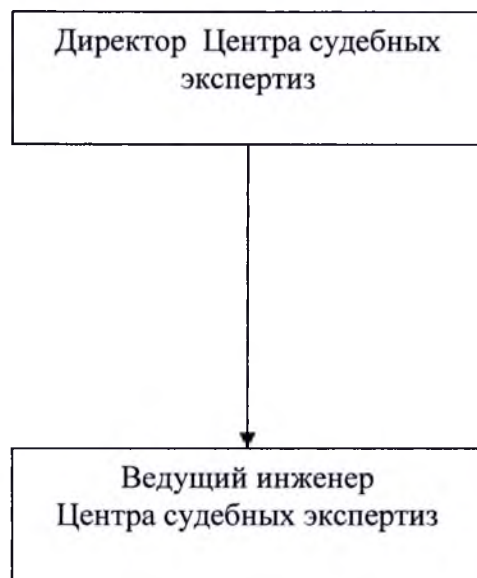 Директор Центра судебных
экспертиз
Ведущий инженер
Центра судебных экспертиз